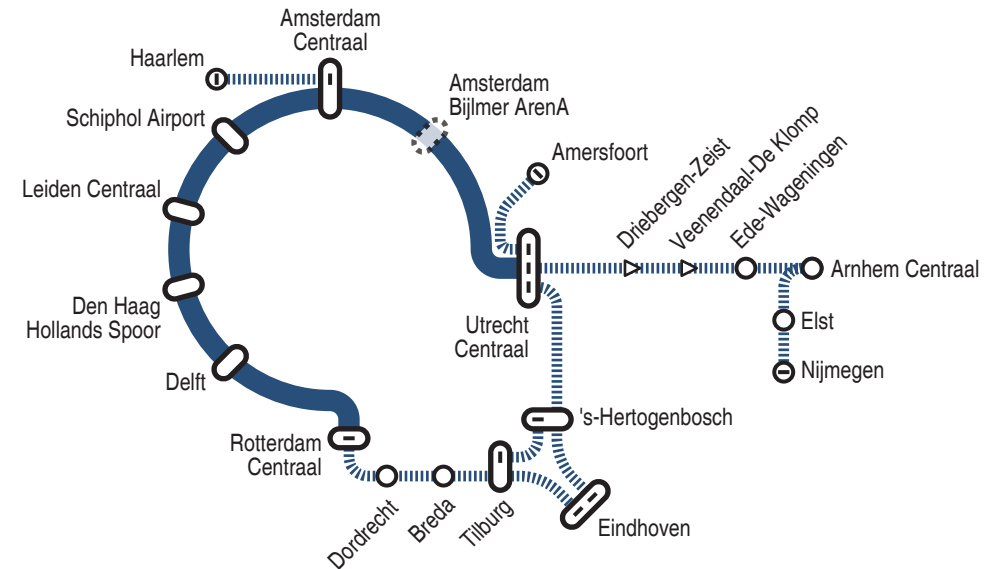 Amsterdam
Centraal
Haarlem
Amsterdam
Bijlmer ArenA
Schiphol Airport
Amersfoort
Driebergen-Zeist
Veenendaal-De Klomp
Ede-Wageningen
Leiden Centraal
Arnhem Centraal
Den Haag
Hollands Spoor
Utrecht
Centraal
Elst
Nijmegen
Delft
's-Hertogenbosch
Rotterdam
Centraal
Dordrecht
Breda
Tilburg
Eindhoven